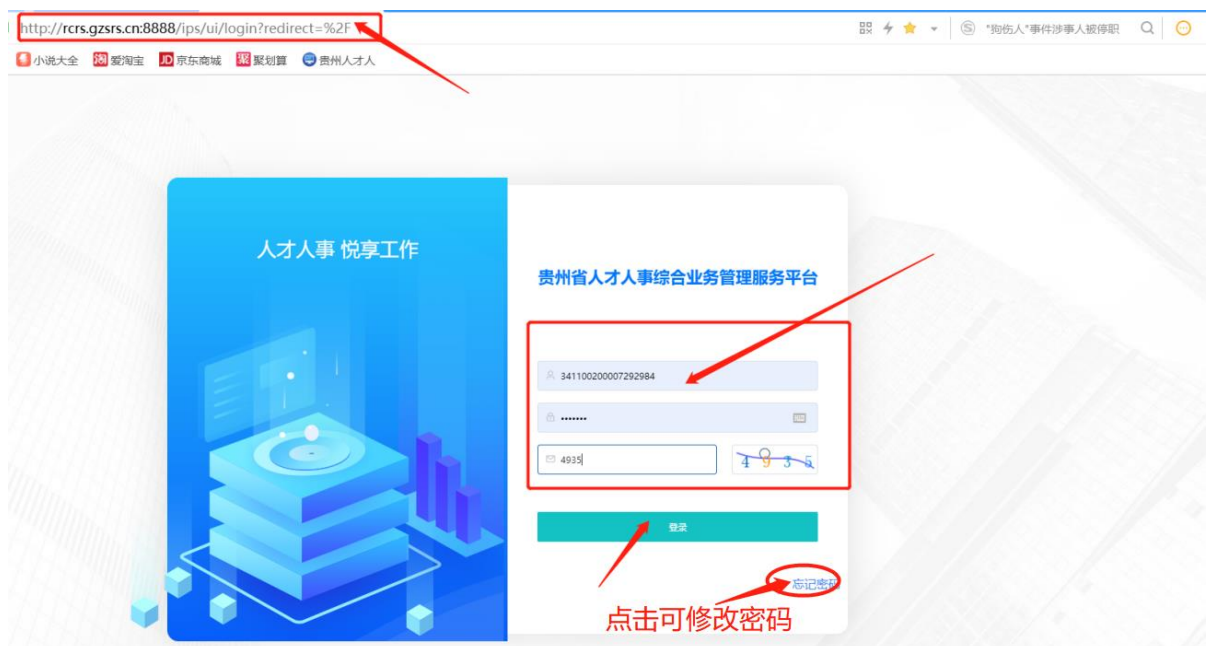 http://rcrs.gzsrs.cn:8888/ips/ui/login?redirect=%2F
"狗伤人"事件涉事人被停职
小说大全 淘 爱淘宝 JD 京东商城 聚 聚划算 贵州人才人
人才人事 悦享工作
贵州省人才人事综合业务管理服务平台
341100200007292984
•••••••
4935
4 9 3 5
登录
忘记密码
点击可修改密码